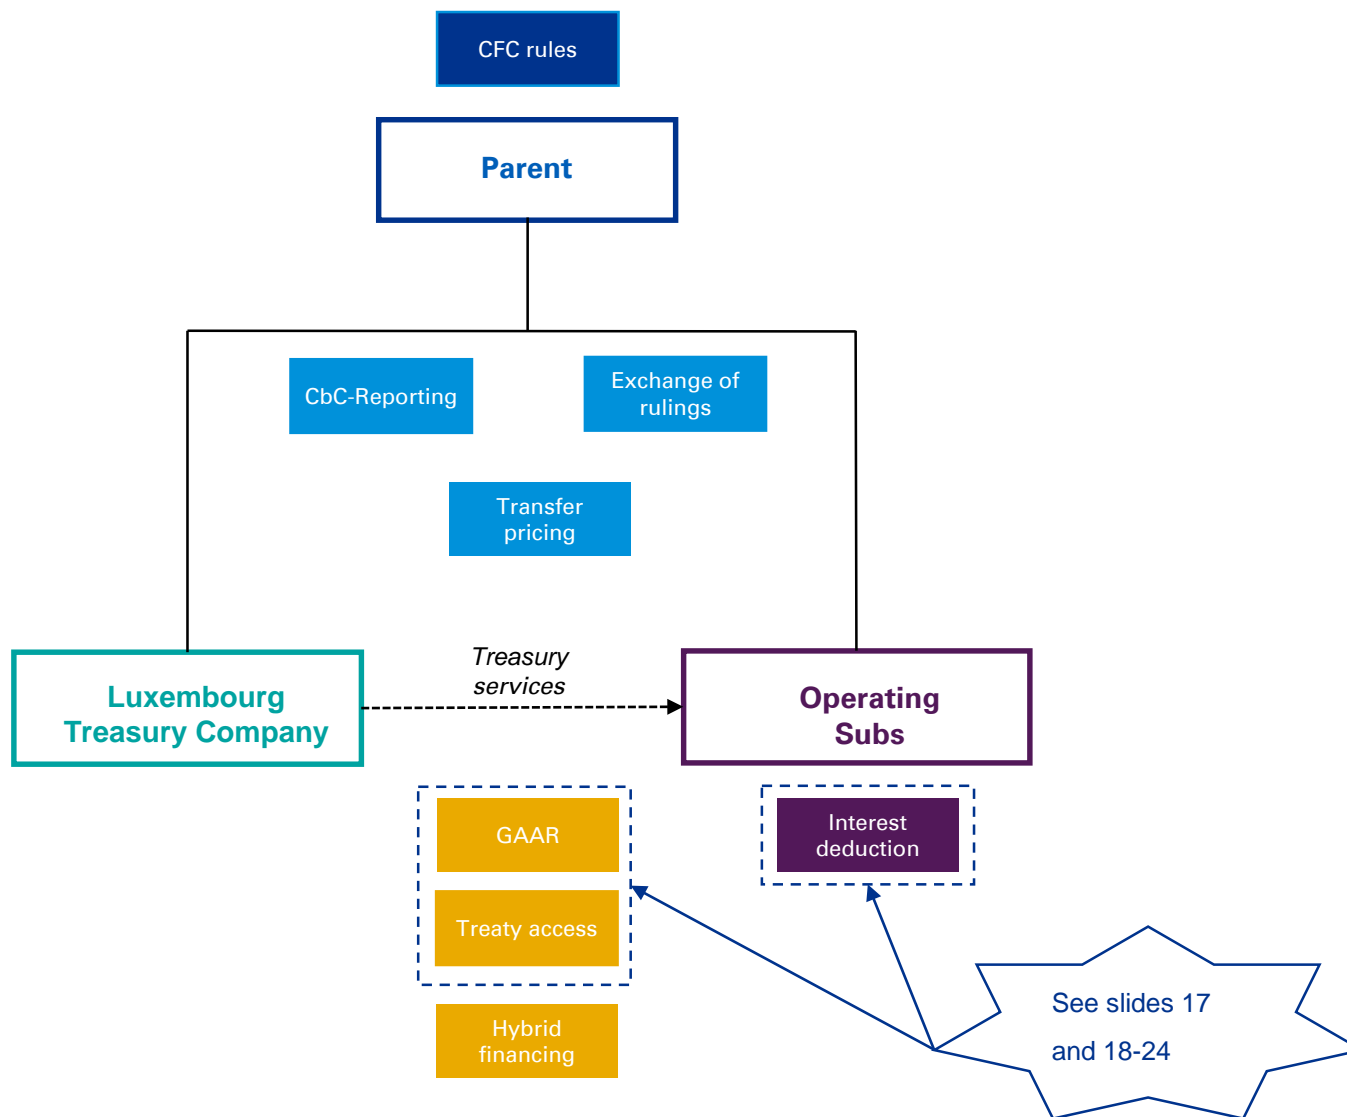 CFC rules
Parent
CbC-Reporting
Exchange of
rulings
Transfer
pricing
Luxembourg
Treasury Company
Treasury
services
Operating
Subs
GAAR
Treaty access
Hybrid
financing
Interest
deduction
See slides 17
and 18-24